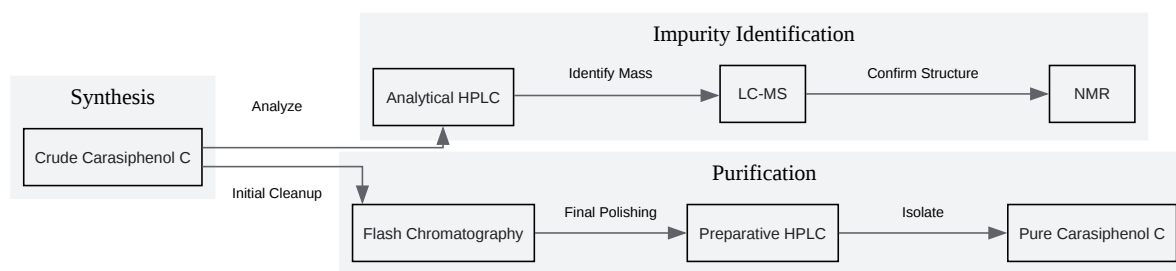 Synthesis
Crude Carasiphenol C
Analyze
Initial Cleanup
Impurity Identification
Analytical HPLC
Identify Mass
LC-MS
Confirm Structure
NMR
Purification
Flash Chromatography
Final Polishing
Preparative HPLC
Isolate
Pure Carasiphenol C